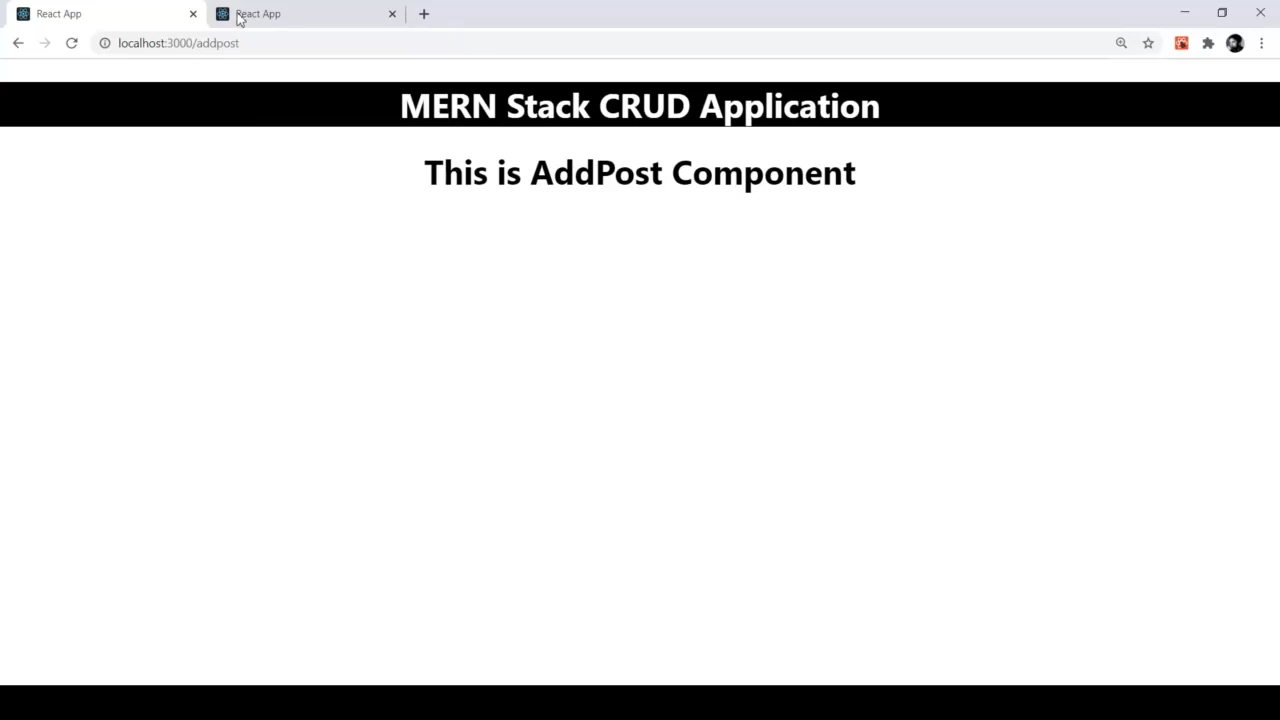 React App
React App
localhost:3000/addpost
MERN Stack CRUD Application
This is AddPost Component